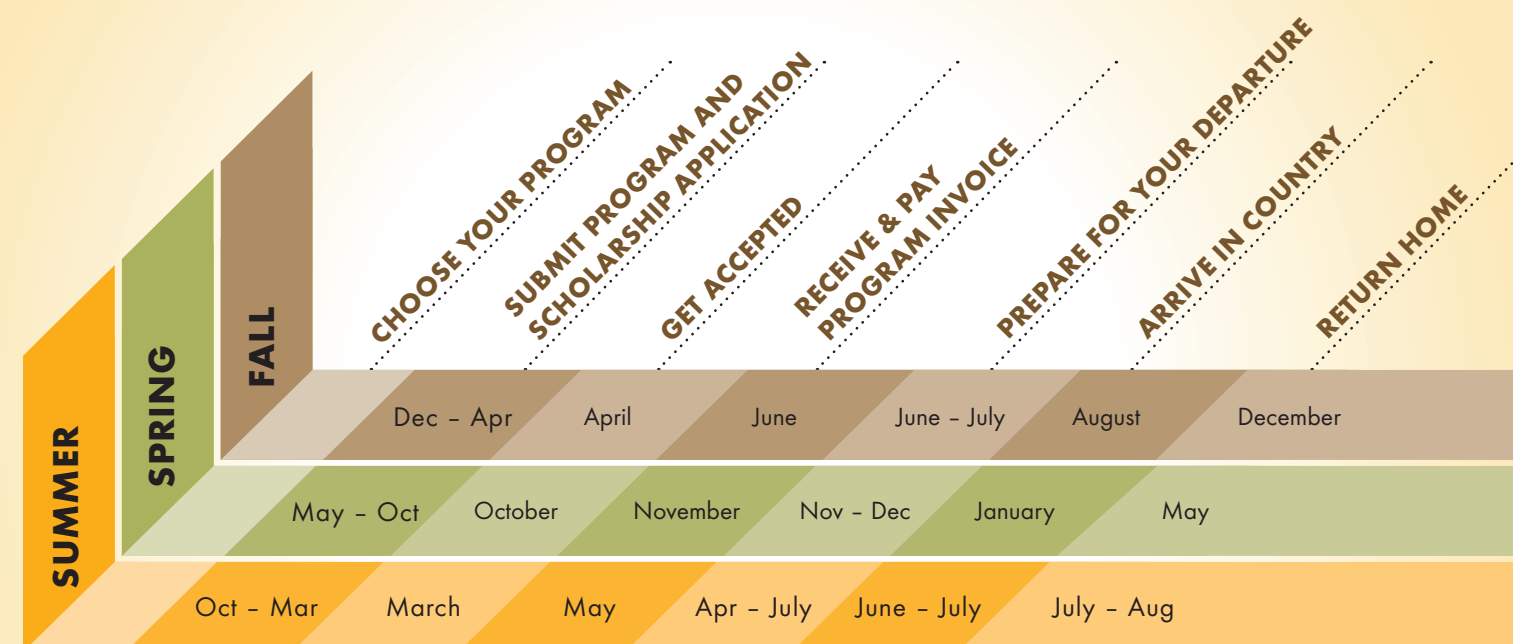 CHOOSE YOUR PROGRAM
SUBMIT PROGRAM AND
SCHOLARSHIP APPLICATION
GET ACCEPTED
RECEIVE & PAY
PROGRAM INVOICE
PREPARE FOR YOUR DEPARTURE
ARRIVE IN COUNTRY
RETURN HOME
FALL
Dec – Apr April June June – July August December
SPRING
May – Oct October November Nov – Dec January May
SUMMER
Oct – Mar March May Apr – July June – July July – Aug